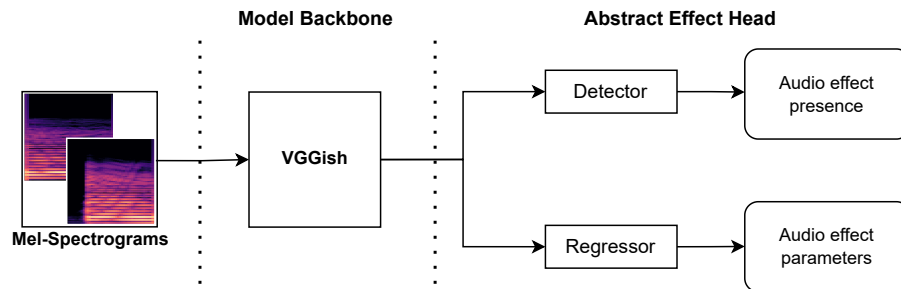 Model Backbone
Abstract Effect Head
Mel-Spectrograms
VGGish
Detector
Audio effect
presence
Regressor
Audio effect
parameters